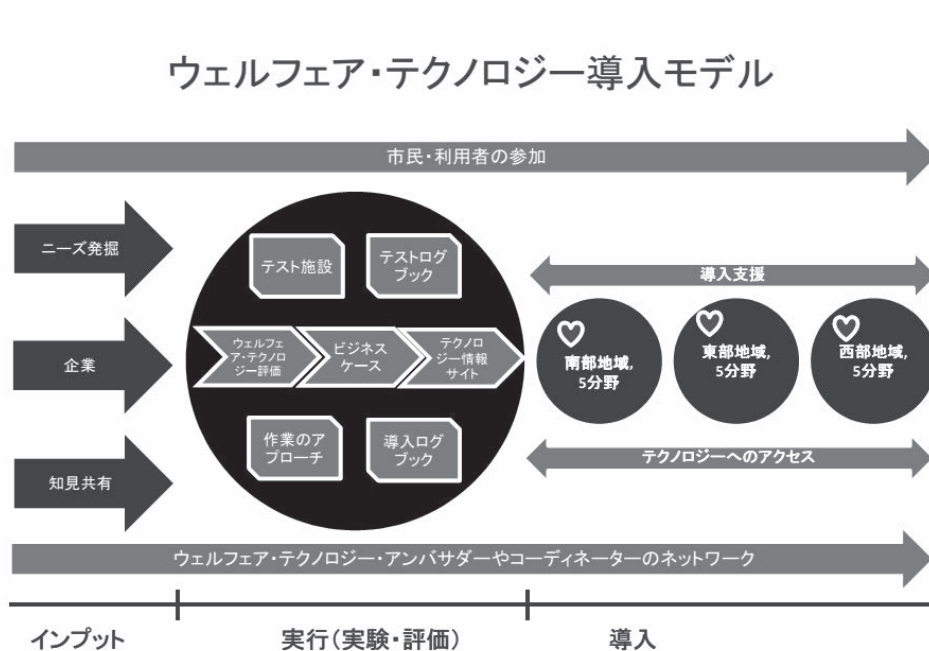 ウェルフェア・テクノロジー導入モデル
市民・利用者の参加
ニーズ発掘
企業
知見共有
テスト施設
テストログ
ブック
ウェルフェ
ア・テクノロ
ジー評価
ビジネス
ケース
テクノロ
ジー情報
サイト
作業のア
プローチ
導入ログ
ブック
導入支援
南部地域,
5分野
東部地域,
5分野
西部地域,
5分野
テクノロジーへのアクセス
ウェルフェア・テクノロジー・アンバサダーやコーディネーターのネットワーク
インプット
実行(実験・評価)
導入